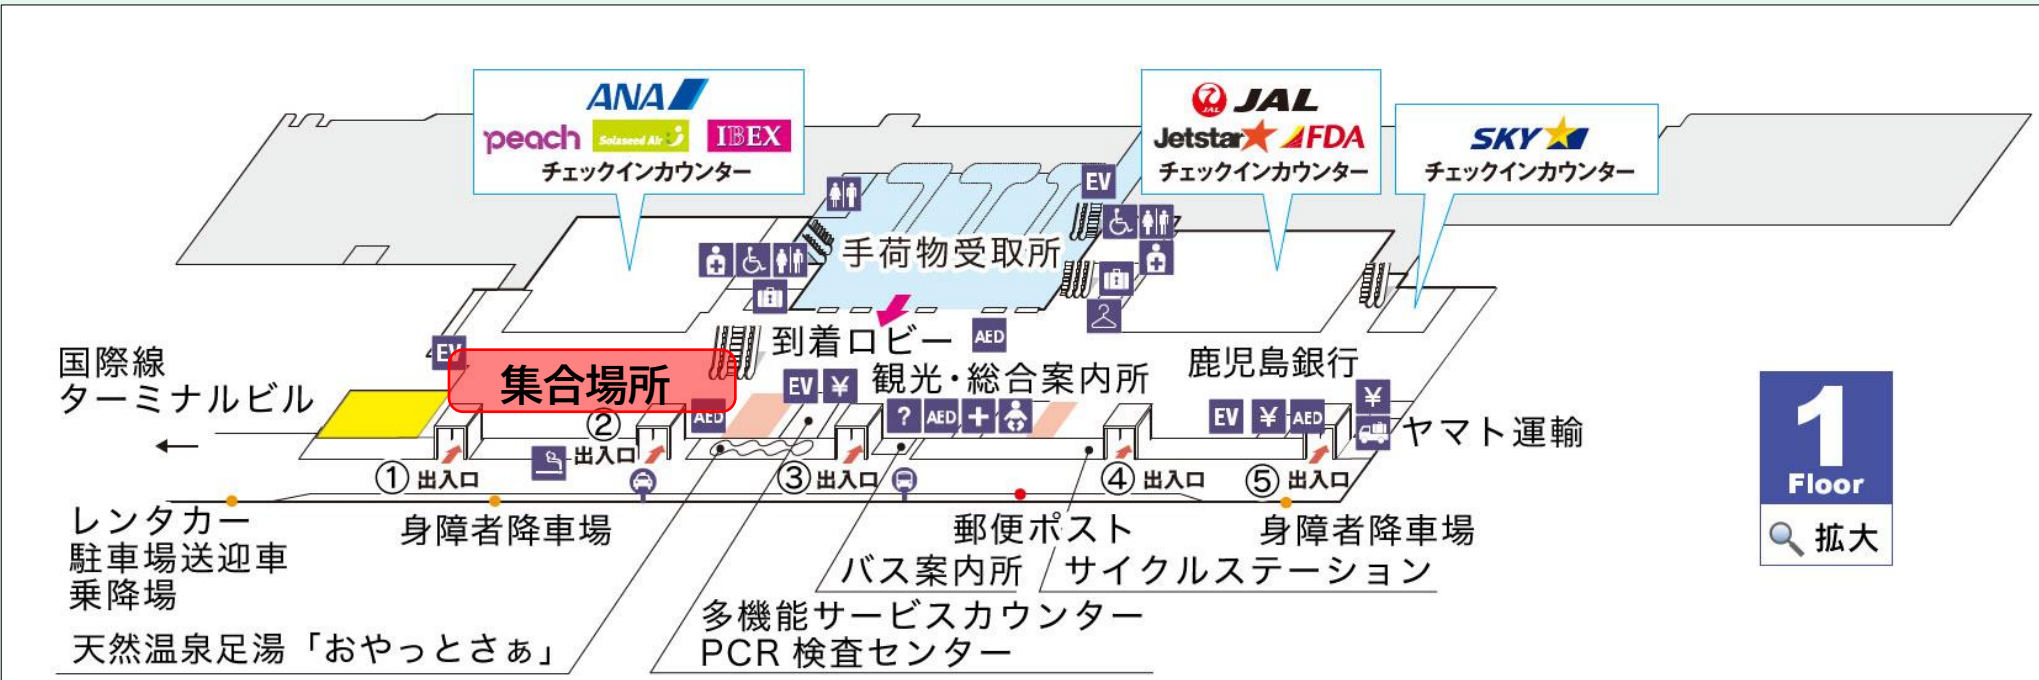 ANA
peach Solaseed Air IBEX
チェックインカウンター
JAL
JAL
Jetstar FDA
チェックインカウンター
SKY
チェックインカウンター
EV
手荷物受取所
到着ロビー
AED
EV
集合場所
国際線
ターミナルビル
←
EV ¥
観光・総合案内所
鹿児島銀行
AED
? AED +
EV ¥ AED
¥
ヤマト運輸
① 出入口
② 出入口
③ 出入口
④ 出入口
⑤ 出入口
レンタカー
駐車場送迎車
乗降場
身障者降車場
郵便ポスト
身障者降車場
バス案内所
サイクルステーション
多機能サービスカウンター
PCR 検査センター
天然温泉足湯「おやっとさぁ」
1
Floor
拡大